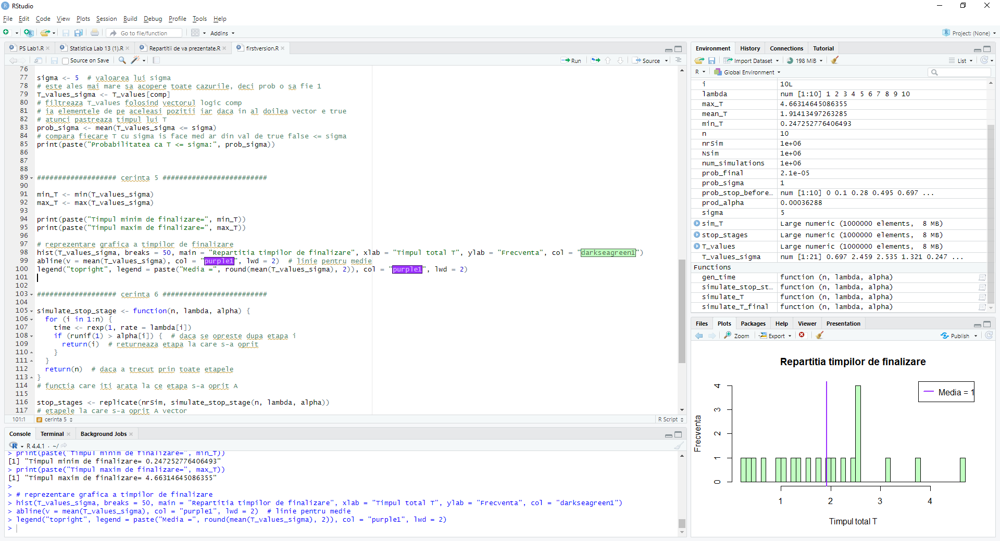 RStudio
File Edit Code View Plots Session Build Debug Profile Tools Help
Go to file/function Addins Project: (None)
PS Lab1.R Statistica Lab 13 (1).R Repartitii de va prezentate.R firstversion.R
Source on Save Run Source
76
77 sigma <- 5  # valoarea lui sigma
78 # este ales mai mare sa acopere toate cazurile, deci prob o sa fie 1
79 T_values_sigma <- T_values[comp]
80 # filtreaza T_values folosind vectorul logic comp
81 # ia elementele de pe aceleasi pozitii iar daca in al doilea vector e true
82 # atunci pastreaza timpul lui T
83 prob_sigma <- mean(T_values_sigma <= sigma)
84 # compara fiecare T cu sigma is face med ar din val de true false <= sigma
85 print(paste("Probabilitatea ca T <= sigma:", prob_sigma))
86
87
88
89 ################### cerinta 5 #########################
90
91 min_T <- min(T_values_sigma)
92 max_T <- max(T_values_sigma)
93
94 print(paste("Timpul minim de finalizare=", min_T))
95 print(paste("Timpul maxim de finalizare=", max_T))
96
97 # reprezentare grafica a timpilor de finalizare
98 hist(T_values_sigma, breaks = 50, main = "Repartitia timpilor de finalizare", xlab = "Timpul total T", ylab = "Frecventa", col = "darkseagreen1")
99 abline(v = mean(T_values_sigma), col = "purple1", lwd = 2)  # linie pentru medie
100 legend("topright", legend = paste("Media =", round(mean(T_values_sigma), 2)), col = "purple1", lwd = 2)
101
102
103 ################### cerinta 6 #########################
104
105 simulate_stop_stage <- function(n, lambda, alpha) {
106   for (i in 1:n) {
107     time <- rexp(1, rate = lambda[i])
108     if (runif(1) > alpha[i]) {  # daca se opreste dupa etapa i
109       return(i)  # returneaza etapa la care s-a oprit
110     }
111   }
112   return(n)  # daca a trecut prin toate etapele
113 }
114 # functia care iti arata la ce etapa s-a oprit A
115
116 stop_stages <- replicate(nrSim, simulate_stop_stage(n, lambda, alpha))
117 # etapele la care s-a oprit A vector
101:1 # cerinta 5 R Script
Console Terminal Background Jobs
R 4.4.1 · ~/
> print(paste("Timpul minim de finalizare=", min_T))
[1] "Timpul minim de finalizare= 0.247252776406493"
> print(paste("Timpul maxim de finalizare=", max_T))
[1] "Timpul maxim de finalizare= 4.66314645086355"
>
> # reprezentare grafica a timpilor de finalizare
> hist(T_values_sigma, breaks = 50, main = "Repartitia timpilor de finalizare", xlab = "Timpul total T", ylab = "Frecventa", col = "darkseagreen1")
> abline(v = mean(T_values_sigma), col = "purple1", lwd = 2)  # linie pentru medie
> legend("topright", legend = paste("Media =", round(mean(T_values_sigma), 2)), col = "purple1", lwd = 2)
>
Environment History Connections Tutorial
Import Dataset 198 MiB List
R Global Environment
i 10L
lambda num [1:10] 1 2 3 4 5 6 7 8 9 10
max_T 4.66314645086355
mean_T 1.91413497263285
min_T 0.247252776406493
n 10
nrSim 1e+06
Nsim 1e+06
num_simulations 1e+06
prob_final 2.1e-05
prob_sigma 1
prob_stop_before… num [1:10] 0 0.1 0.28 0.495 0.697 ...
prod_alpha 0.00036288
sigma 5
sim_T Large numeric (1000000 elements,  8 MB)
stop_stages Large numeric (1000000 elements,  8 MB)
T_values Large numeric (1000000 elements,  8 MB)
T_values_sigma num [1:21] 0.697 2.459 2.535 1.321 0.247 ...
Functions
gen_time function (n, lambda, alpha)
simulate_stop_st… function (n, lambda, alpha)
simulate_T function (n, lambda, alpha)
simulate_T_final function (n, lambda, alpha)
Files Plots Packages Help Viewer Presentation
Zoom Export Publish
Repartitia timpilor de finalizare
Media = 1
Frecventa
4
3
2
1
0
1 2 3 4
Timpul total T